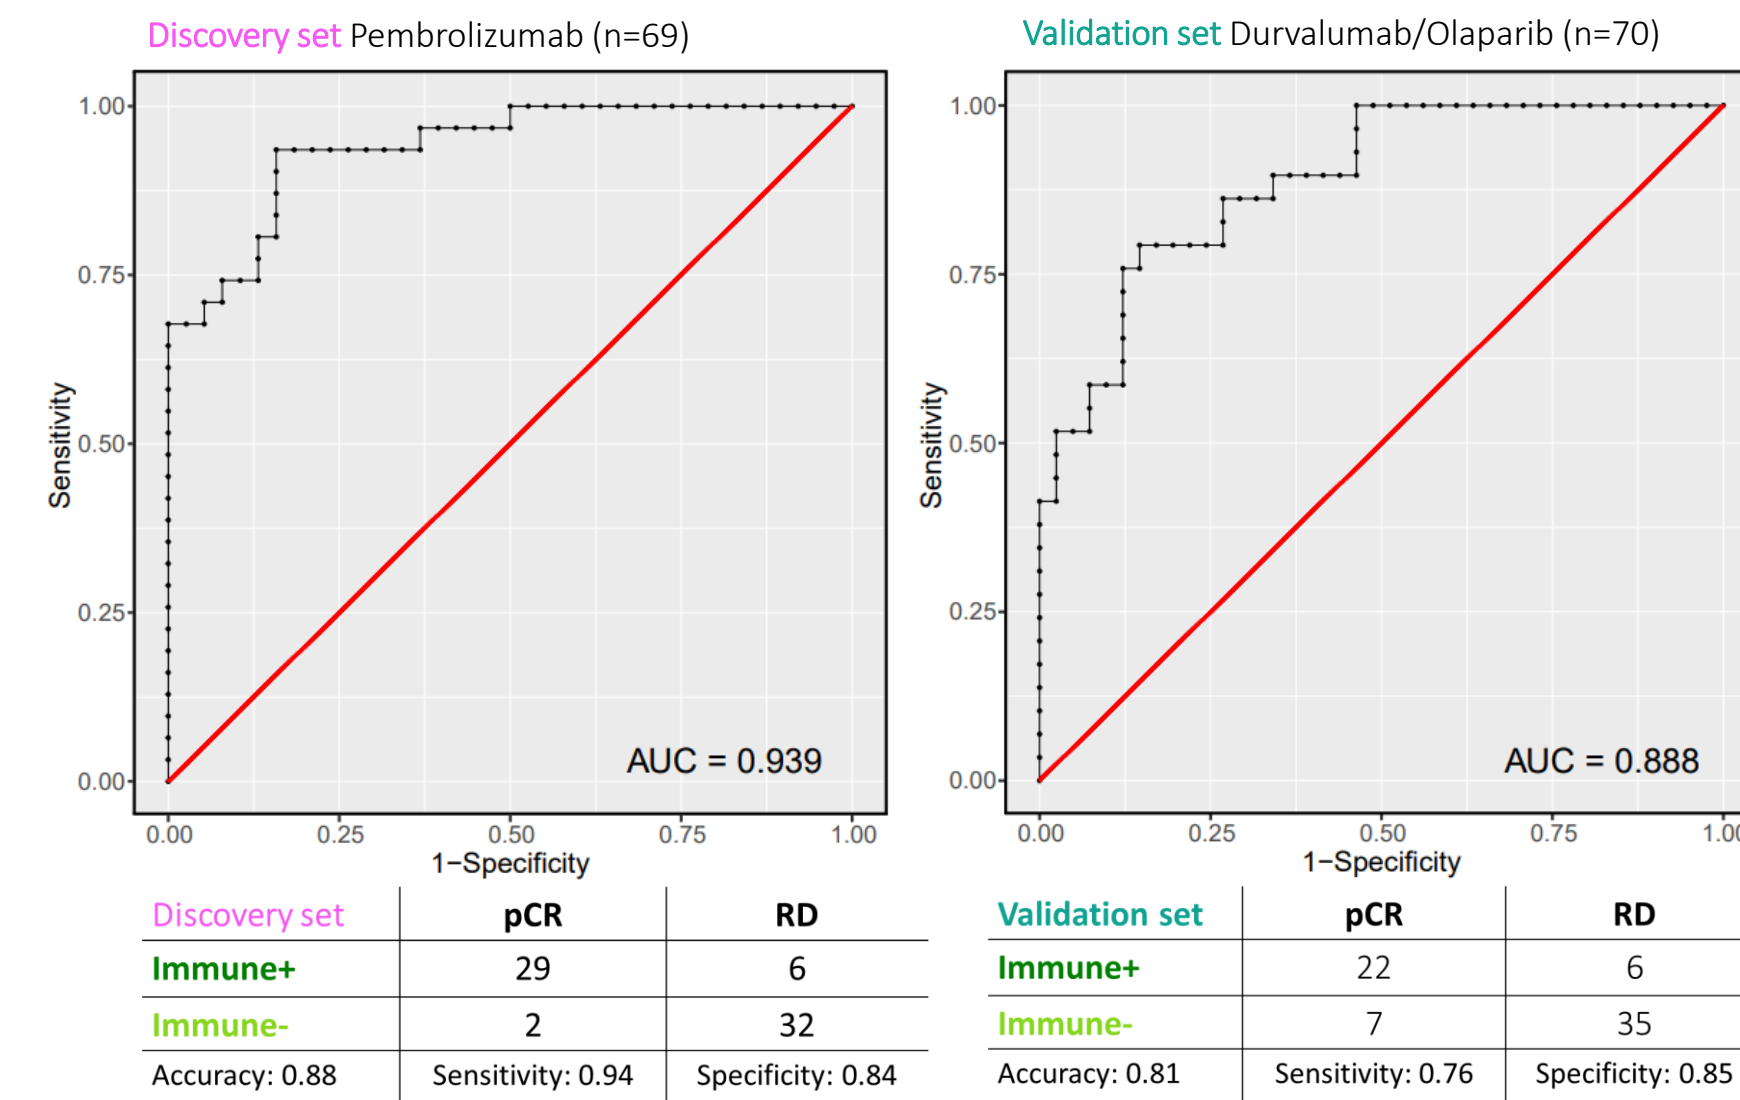 Discovery set Pembrolizumab (n=69)
1.00
0.75
0.50
0.25
0.00
Sensitivity
AUC = 0.939
0.00 0.25 0.50 0.75 1.00
1−Specificity
Discovery set pCR RD
Immune+ 29 6
Immune- 2 32
Accuracy: 0.88 Sensitivity: 0.94 Specificity: 0.84
Validation set Durvalumab/Olaparib (n=70)
1.00
0.75
0.50
0.25
0.00
Sensitivity
AUC = 0.888
0.00 0.25 0.50 0.75 1.00
1−Specificity
Validation set pCR RD
Immune+ 22 6
Immune- 7 35
Accuracy: 0.81 Sensitivity: 0.76 Specificity: 0.85